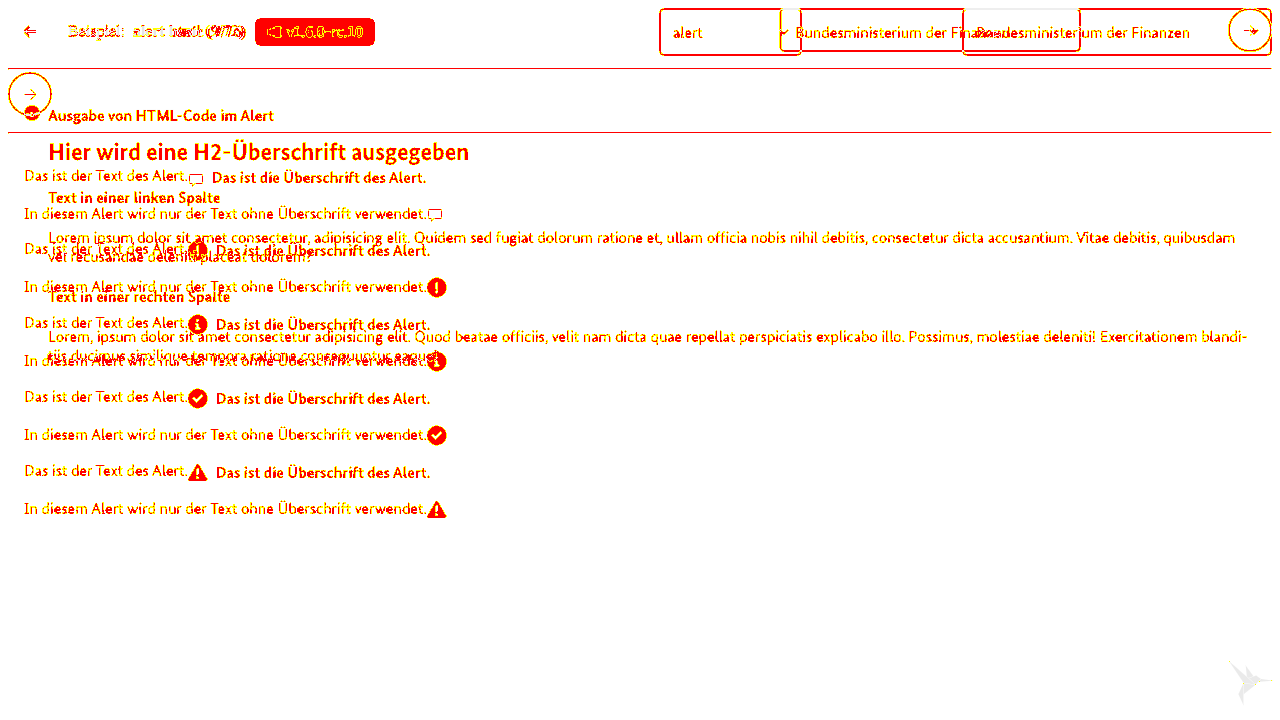 Beispiel: alert v1.6.0-rc.10 alert Bundesministerium der Finanzen Bundesministerium der Finanzen
Ausgabe von HTML-Code im Alert
Hier wird eine H2-Überschrift ausgegeben
Das ist der Text des Alert. Das ist die Überschrift des Alert.
Text in einer linken Spalte
In diesem Alert wird nur der Text ohne Überschrift verwendet.
Lorem ipsum dolor sit amet consectetur, adipisicing elit. Quidem sed fugiat dolorum ratione et, ullam officia nobis nihil debitis, consectetur dicta accusantium. Vitae debitis, quibusdam
Das ist der Text des Alert. Das ist die Überschrift des Alert.
vel recusandae deleniti placeat dolorem?
In diesem Alert wird nur der Text ohne Überschrift verwendet.
Text in einer rechten Spalte
Das ist der Text des Alert. Das ist die Überschrift des Alert.
Lorem, ipsum dolor sit amet consectetur adipisicing elit. Quod beatae officiis, velit nam dicta quae repellat perspiciatis explicabo illo. Possimus, molestiae deleniti! Exercitationem blandi-
tiis ducimus similique tempora ratione consequuntur eaque!
In diesem Alert wird nur der Text ohne Überschrift verwendet.
Das ist der Text des Alert. Das ist die Überschrift des Alert.
In diesem Alert wird nur der Text ohne Überschrift verwendet.
Das ist der Text des Alert. Das ist die Überschrift des Alert.
In diesem Alert wird nur der Text ohne Überschrift verwendet.